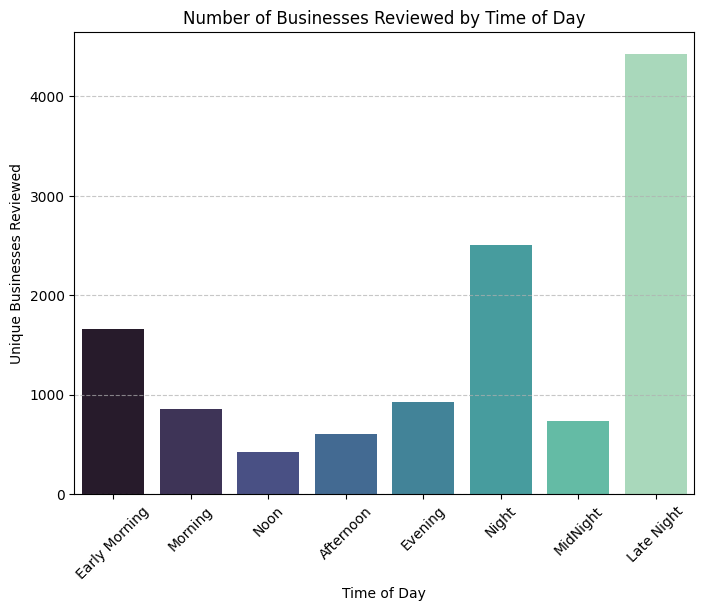 Number of Businesses Reviewed by Time of Day
Unique Businesses Reviewed
4000
3000
2000
1000
0
Early Morning
Morning
Noon
Afternoon
Evening
Night
MidNight
Late Night
Time of Day